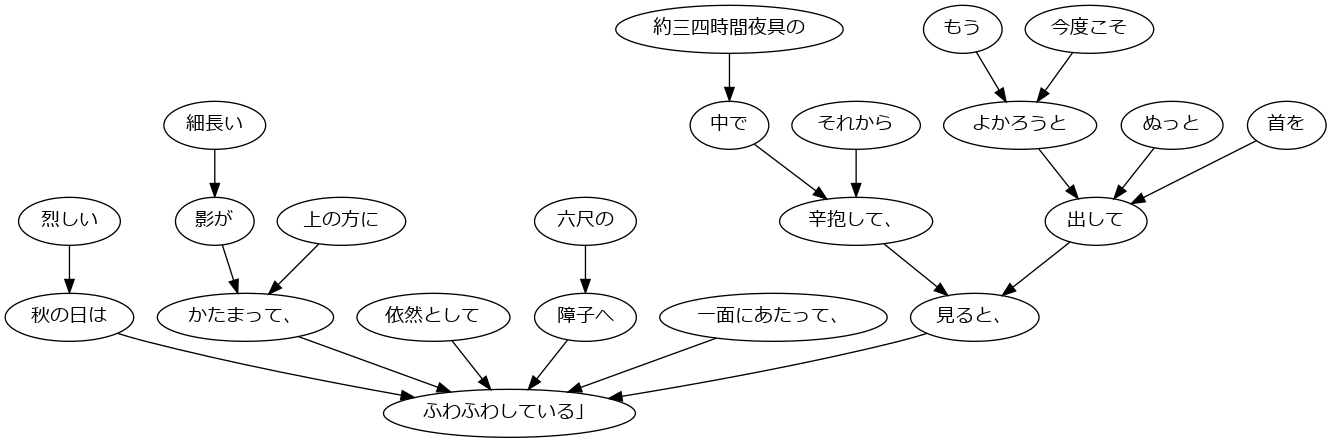 約三四時間夜具の
もう
今度こそ
細長い
中で
それから
よかろうと
ぬっと
首を
烈しい
影が
上の方に
六尺の
辛抱して、
出して
秋の日は
かたまって、
依然として
障子へ
一面にあたって、
見ると、
ふわふわしている」